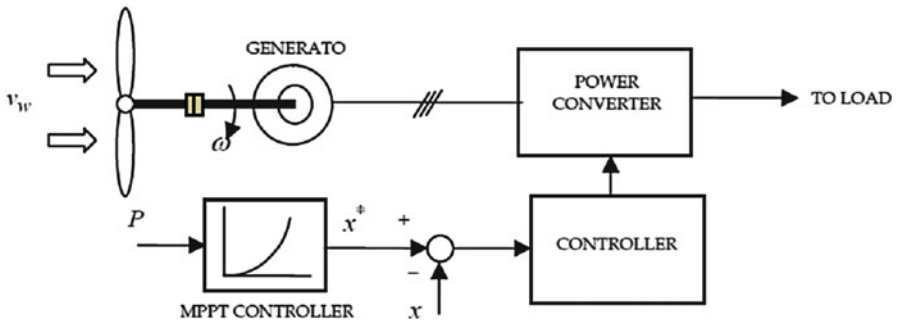 GENERATO
v_w
ω
POWER
CONVERTER
TO LOAD
P
x*
+
−
x
MPPT CONTROLLER
CONTROLLER